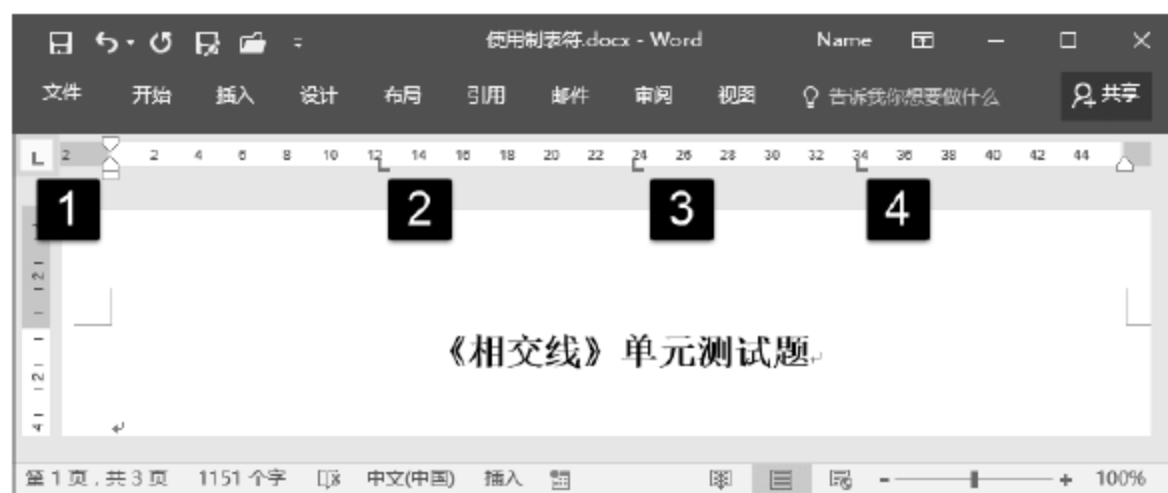 使用制表符.docx - Word Name
文件 开始 插入 设计 布局 引用 邮件 审阅 视图 告诉我你想要做什么 共享
L 2 2 4 6 8 10 12 14 16 18 20 22 24 26 28 30 32 34 36 38 40 42 44
1 2 3 4
2
《相交线》单元测试题
2
4
第 1 页,共 3 页 1151 个字 中文(中国) 插入 100%